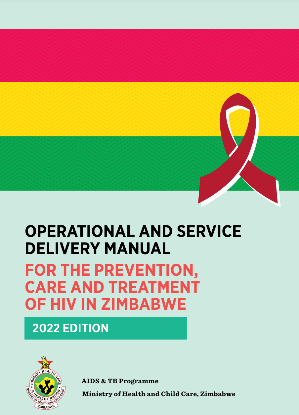 OPERATIONAL AND SERVICE
DELIVERY MANUAL
FOR THE PREVENTION,
CARE AND TREATMENT
OF HIV IN ZIMBABWE
2022 EDITION
AIDS & TB Programme
Ministry of Health and Child Care, Zimbabwe